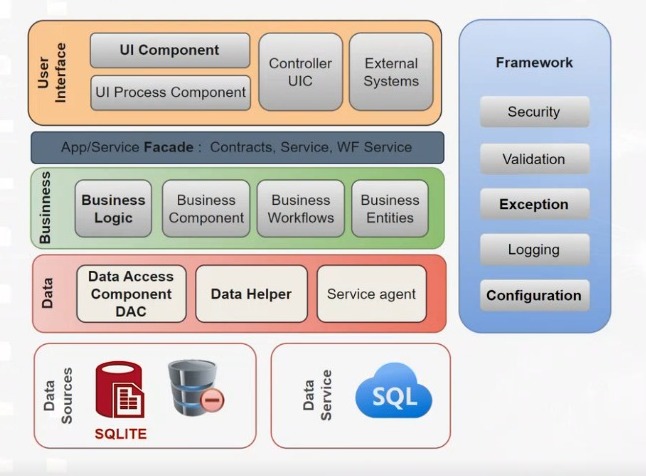 User
Interface
UI Component
UI Process Component
Controller
UIC
External
Systems
App/Service Facade : Contracts, Service, WF Service
Businness
Business
Logic
Business
Component
Business
Workflows
Business
Entities
Data
Data Access
Component
DAC
Data Helper
Service agent
Data
Sources
SQLITE
Data
Service
SQL
Framework
Security
Validation
Exception
Logging
Configuration